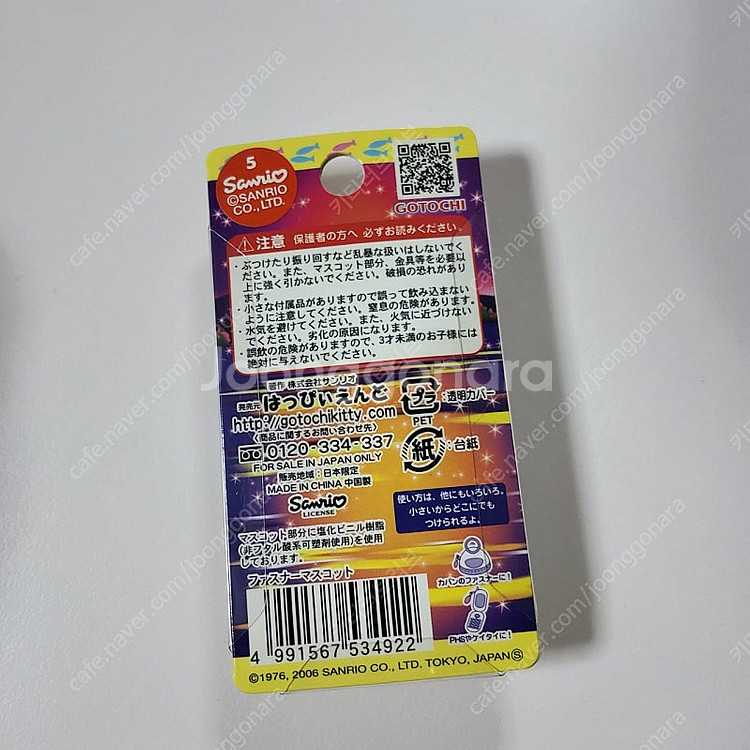 5
Sanrio
©SANRIO
CO., LTD.
GOTOCHI
注意 保護者の方へ 必ずお読みください。
・ぶつけたり振り回すなど乱暴な扱いはしないでく
ださい。また、マスコット部分、金具等を必要以
上に強く引かないでください。破損の恐れがあり
ます。
・小さな付属品がありますので誤って飲み込まない
ように注意してください。窒息の危険があります。
・水気を避けてください。また、火気に近づけない
でください。劣化の原因になります。
・誤飲の危険がありますので、3才未満のお子様には
絶対に与えないでください。
製作 株式会社サンリオ
発売元 はっぴぃえんど
http://gotochikitty.com
〈商品に関するお問い合わせ先〉
0120-334-337
FOR SALE IN JAPAN ONLY
販売地域:日本限定
MADE IN CHINA 中国製
Sanrio
LICENSE
プラ :透明カバー
PET
紙 :台紙
マスコット部分に塩化ビニル樹脂
(非フタル酸系可塑剤使用)を使用
しております。
ファスナーマスコット
使い方は、他にもいろいろ。
小さいからどこにでも
つけられるよ。
カバンのファスナーに!
PHSやケイタイに!
4 991567 534922
©1976, 2006 SANRIO CO., LTD. TOKYO, JAPAN Ⓢ
Joonggonara
cafe.naver.com/joonggonara